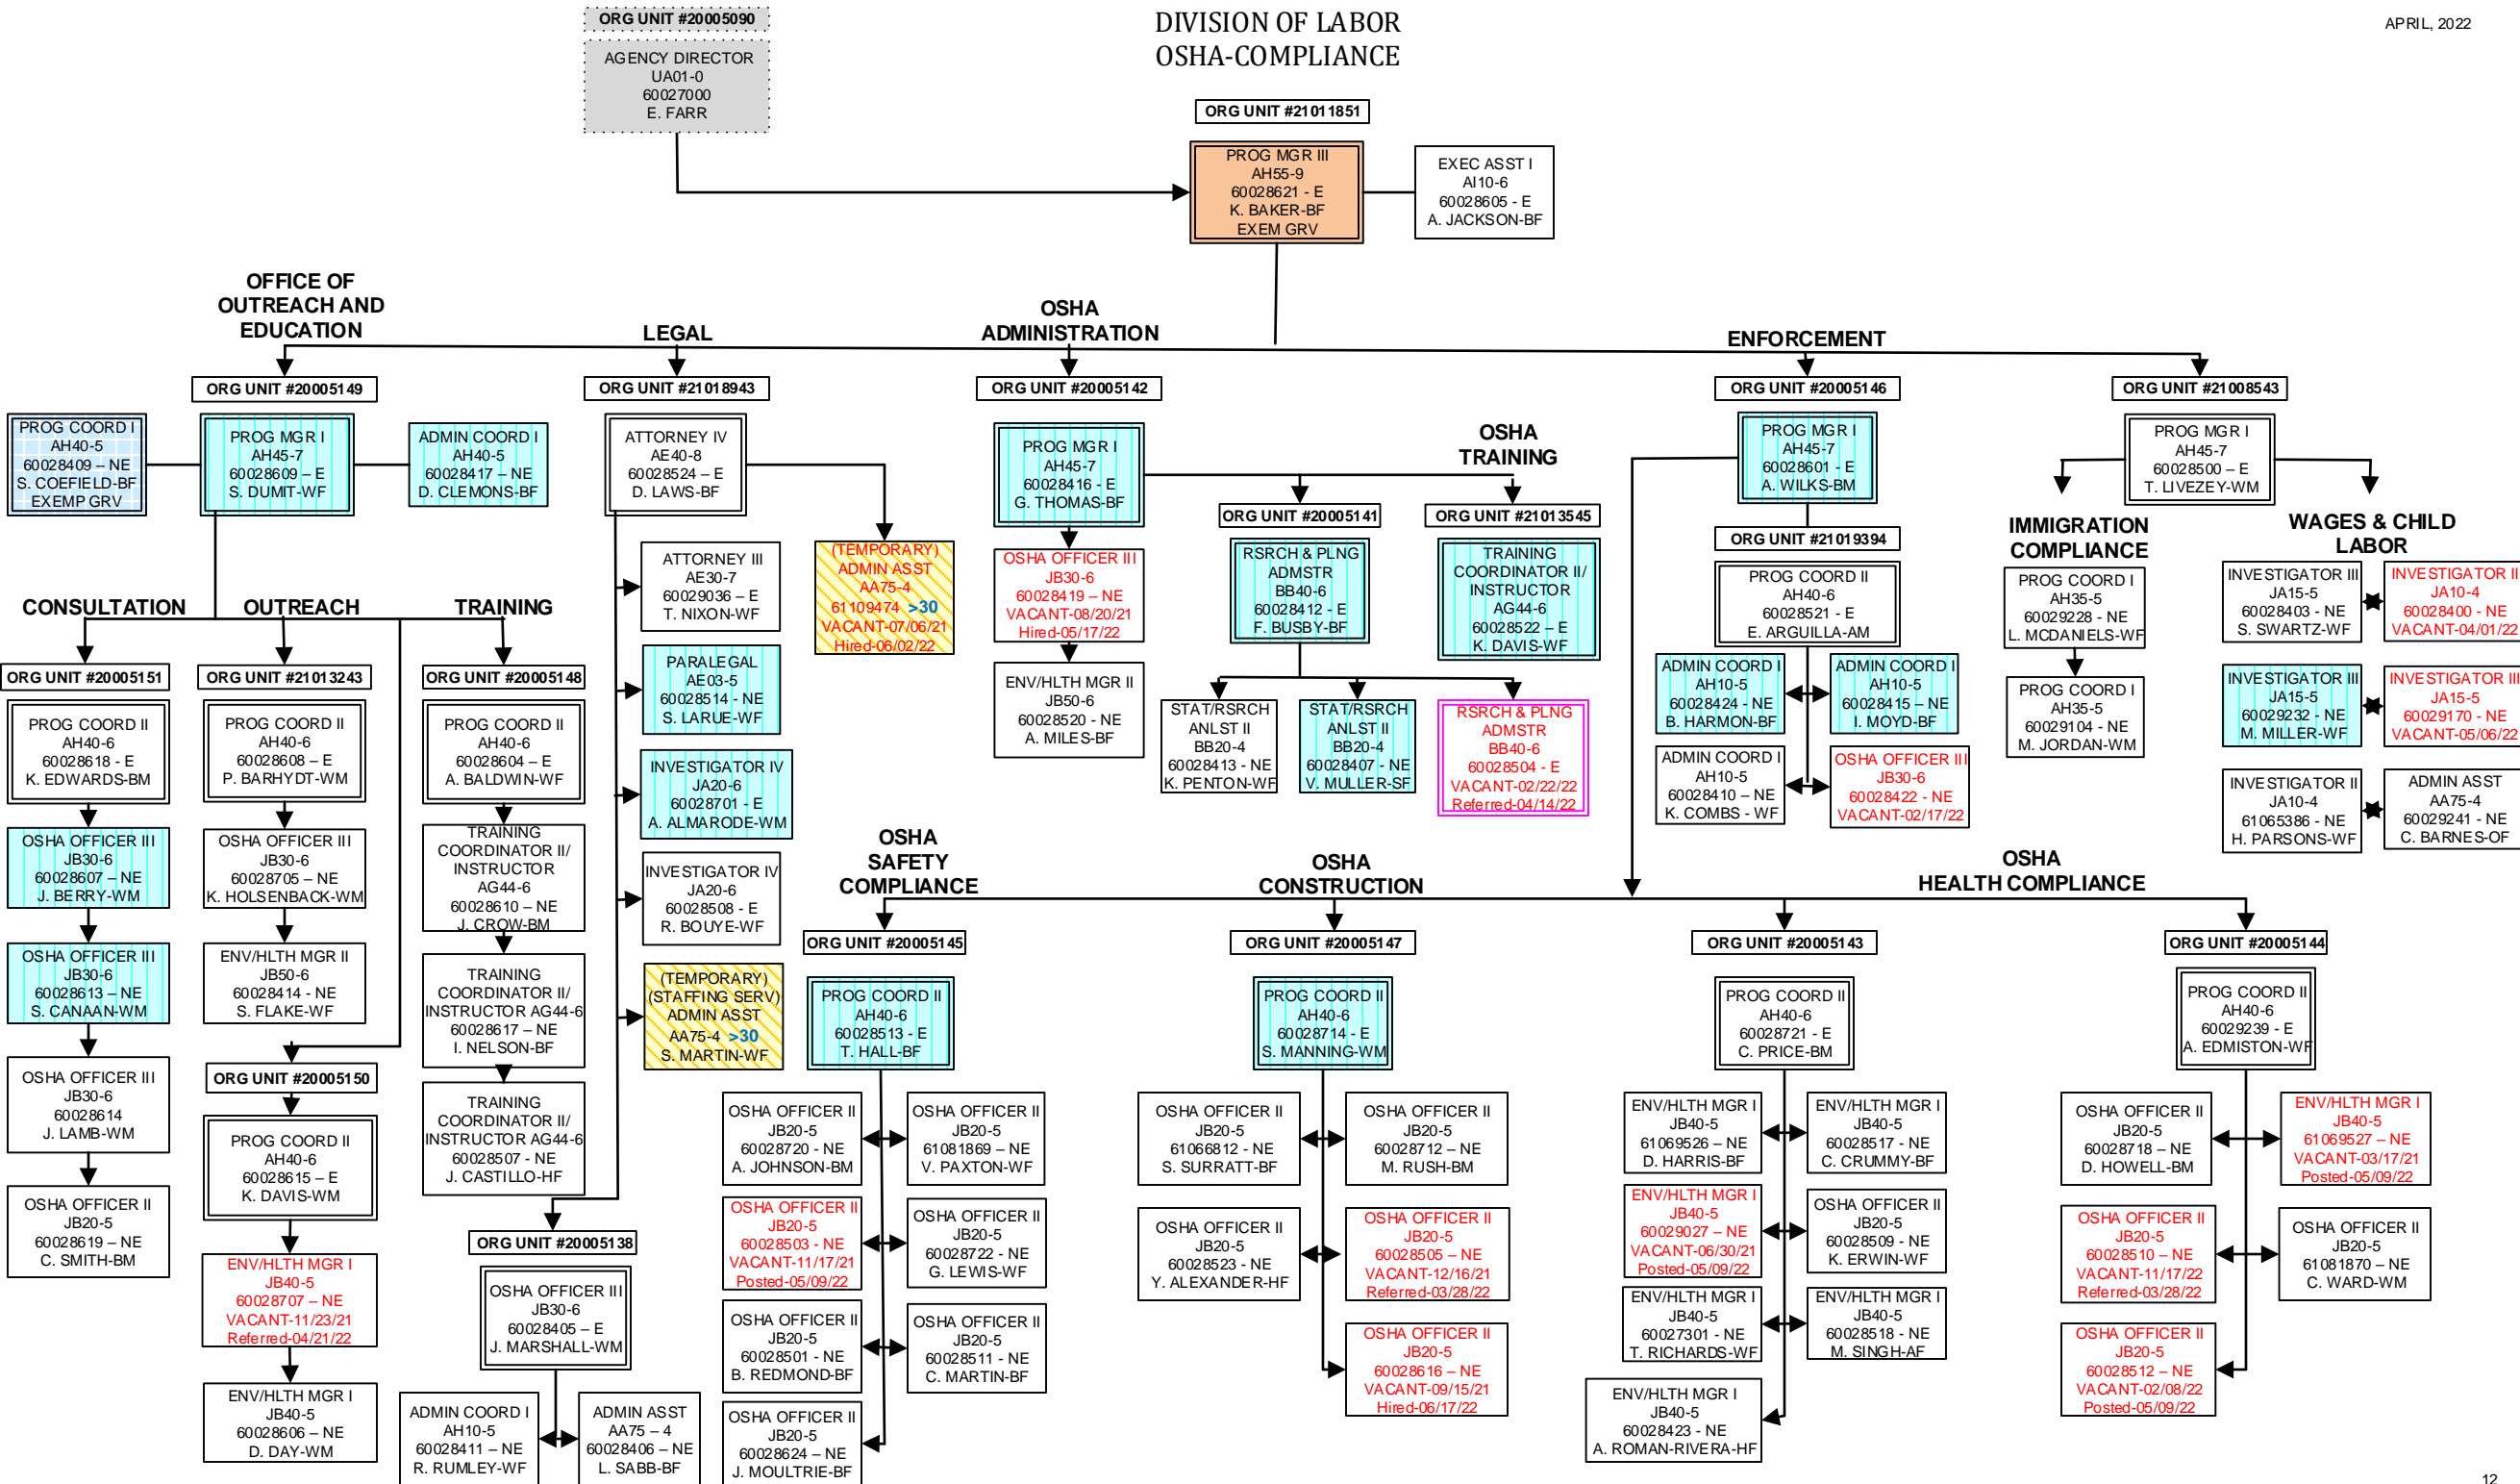 ORG UNIT #20005090
AGENCY DIRECTOR
UA01-0
60027000
E. FARR
DIVISION OF LABOR
OSHA-COMPLIANCE
APRIL, 2022
ORG UNIT #21011851
PROG MGR III
AH55-9
60028621 - E
K. BAKER-BF
EXEM GRV
EXEC ASST I
AI10-6
60028605 - E
A. JACKSON-BF
OFFICE OF
OUTREACH AND
EDUCATION
LEGAL
OSHA
ADMINISTRATION
ENFORCEMENT
ORG UNIT #20005149
ORG UNIT #21018943
ORG UNIT #20005142
ORG UNIT #20005146
ORG UNIT #21008543
PROG COORD I
AH40-5
60028409 – NE
S. COEFIELD-BF
EXEMP GRV
PROG MGR I
AH45-7
60028609 – E
S. DUMIT-WF
ADMIN COORD I
AH40-5
60028417 – NE
D. CLEMONS-BF
ATTORNEY IV
AE40-8
60028524 – E
D. LAWS-BF
PROG MGR I
AH45-7
60028416 - E
G. THOMAS-BF
OSHA
TRAINING
PROG MGR I
AH45-7
60028601 - E
A. WILKS-BM
PROG MGR I
AH45-7
60028500 – E
T. LIVEZEY-WM
ATTORNEY III
AE30-7
60029036 – E
T. NIXON-WF
(TEMPORARY)
ADMIN ASST
AA75-4
61109474 >30
VACANT-07/06/21
Hired-06/02/22
OSHA OFFICER III
JB30-6
60028419 – NE
VACANT-08/20/21
Hired-05/17/22
ENV/HLT MGR II
JB50-6
60028520 - NE
A. MILES-BF
ORG UNIT #20005141
RSRCH & PLNG
ADMSTR
BB40-6
60028412 - E
F. BUSBY-BF
ORG UNIT #21013545
TRAINING
COORDINATOR II/
INSTRUCTOR
AG44-6
60028522 – E
K. DAVIS-WF
STAT/RSRCH
ANLST II
BB20-4
60028413 - NE
K. PENTON-WF
STAT/RSRCH
ANLST II
BB20-4
60028407 - NE
V. MULLER-SF
RSRCH & PLNG
ADMSTR
BB40-6
60028504 - E
VACANT-02/22/22
Referred-04/14/22
ORG UNIT #21019394
PROG COORD II
AH40-6
60028521 - E
E. ARGUILLA-AM
ADMIN COORD I
AH10-5
60028424 - NE
B. HARMON-BF
ADMIN COORD I
AH10-5
60028415 – NE
I. MOYD-BF
ADMIN COORD I
AH10-5
60028410 – NE
K. COMBS - WF
OSHA OFFICER III
JB30-6
60028422 - NE
VACANT-02/17/22
IMMIGRATION
COMPLIANCE
PROG COORD I
AH35-5
60029228 - NE
L. MCDANIELS-WF
PROG COORD I
AH35-5
60029104 – NE
M. JORDAN-WM
WAGES & CHILD
LABOR
INVESTIGATOR III
JA15-5
60028403 - NE
S. SWARTZ-WF
INVESTIGATOR II
JA10-4
60028400 - NE
VACANT-04/01/22
INVESTIGATOR III
JA15-5
60029232 - NE
M. MILLER-WF
INVESTIGATOR III
JA15-5
60029170 - NE
VACANT-05/06/22
INVESTIGATOR II
JA10-4
61065386 - NE
H. PARSONS-WF
ADMIN ASST
AA75-4
60029241 - NE
C. BARNES-OF
CONSULTATION
OUTREACH
TRAINING
ORG UNIT #20005151
PROG COORD II
AH40-6
60028618 - E
K. EDWARDS-BM
OSHA OFFICER III
JB30-6
60028607 – NE
J. BERRY-WM
OSHA OFFICER III
JB30-6
60028613 – NE
S. CANAAN-WM
OSHA OFFICER III
JB30-6
60028614
J. LAMB-WM
OSHA OFFICER II
JB20-5
60028619 – NE
C. SMITH-BM
ORG UNIT #21013243
PROG COORD II
AH40-6
60028608 – E
P. BARHYDT-WM
OSHA OFFICER III
JB30-6
60028705 – NE
K. HOLSENBACK-WM
ENV/HLT MGR II
JB50-6
60028414 - NE
S. FLAKE-WF
ORG UNIT #20005150
PROG COORD II
AH40-6
60028615 – E
K. DAVIS-WM
ENV/HLTH MGR I
JB40-5
60028707 – NE
VACANT-11/23/21
Referred-04/21/22
ENV/HLTH MGR I
JB40-5
60028606 – NE
D. DAY-WM
ORG UNIT #20005148
PROG COORD II
AH40-6
60028604 – E
A. BALDWIN-WF
TRAINING
COORDINATOR II/
INSTRUCTOR
AG44-6
60028610 – NE
J. CROW-BM
TRAINING
COORDINATOR II/
INSTRUCTOR AG44-6
60028617 – NE
I. NELSON-BF
TRAINING
COORDINATOR II/
INSTRUCTOR AG44-6
60028507 - NE
J. CASTILLO-HF
PARALEGAL
AE03-5
60028514 - NE
S. LARUE-WF
INVESTIGATOR IV
JA20-6
60028701 - E
A. ALMARODE-WM
INVESTIGATOR IV
JA20-6
60028508 - E
R. BOUYE-WF
(TEMPORARY)
(STAFFING SERV)
ADMIN ASST
AA75-4 >30
S. MARTIN-WF
ORG UNIT #20005138
OSHA OFFICER III
JB30-6
60028405 – E
J. MARSHALL-WM
ADMIN COORD I
AH10-5
60028411 – NE
R. RUMLEY-WF
ADMIN ASST
AA75 – 4
60028406 – NE
L. SABB-BF
OSHA
SAFETY
COMPLIANCE
OSHA
CONSTRUCTION
OSHA
HEALTH COMPLIANCE
ORG UNIT #20005145
PROG COORD II
AH40-6
60028513 – E
T. HALL-BF
OSHA OFFICER II
JB20-5
60028720 - NE
A. JOHNSON-BM
OSHA OFFICER II
JB20-5
61081869 – NE
V. PAXTON-WF
OSHA OFFICER II
JB20-5
60028503 - NE
VACANT-11/17/21
Posted-05/09/22
OSHA OFFICER II
JB20-5
60028722 - NE
G. LEWIS-WF
OSHA OFFICER II
JB20-5
60028501 - NE
B. REDMOND-BF
OSHA OFFICER II
JB20-5
60028511 - NE
C. MARTIN-BF
OSHA OFFICER II
JB20-5
60028624 – NE
J. MOULTRIE-BF
ORG UNIT #20005147
PROG COORD II
AH40-6
60028714 - E
S. MANNING-WM
OSHA OFFICER II
JB20-5
61066812 - NE
S. SURRATT-BF
OSHA OFFICER II
JB20-5
60028712 – NE
M. RUSH-BM
OSHA OFFICER II
JB20-5
60028523 - NE
Y. ALEXANDER-HF
OSHA OFFICER II
JB20-5
60028505 – NE
VACANT-12/16/21
Referred-03/28/22
OSHA OFFICER II
JB20-5
60028616 – NE
VACANT-09/15/21
Hired-06/17/22
ORG UNIT #20005143
PROG COORD II
AH40-6
60028721 - E
C. PRICE-BM
ENV/HLTH MGR I
JB40-5
61069526 – NE
D. HARRIS-BF
ENV/HLTH MGR I
JB40-5
60028517 - NE
C. CRUMMY-BF
ENV/HLTH MGR I
JB40-5
60029027 – NE
VACANT-06/30/21
Posted-05/09/22
OSHA OFFICER II
JB20-5
60028509 - NE
K. ERWIN-WF
ENV/HLTH MGR I
JB40-5
60027301 - NE
T. RICHARDS-WF
ENV/HLTH MGR I
JB40-5
60028518 - NE
M. SINGH-AF
ENV/HLTH MGR I
JB40-5
60028423 - NE
A. ROMAN-RIVERA-HF
ORG UNIT #20005144
PROG COORD II
AH40-6
60029239 - E
A. EDMISTON-WF
OSHA OFFICER II
JB20-5
60028718 – NE
D. HOWELL-BM
ENV/HLTH MGR I
JB40-5
61069527 – NE
VACANT-03/17/21
Posted-05/09/22
OSHA OFFICER II
JB20-5
60028510 – NE
VACANT-11/17/22
Referred-03/28/22
OSHA OFFICER II
JB20-5
61081870 – NE
C. WARD-WM
OSHA OFFICER II
JB20-5
60028512 – NE
VACANT-02/08/22
Posted-05/09/22
12